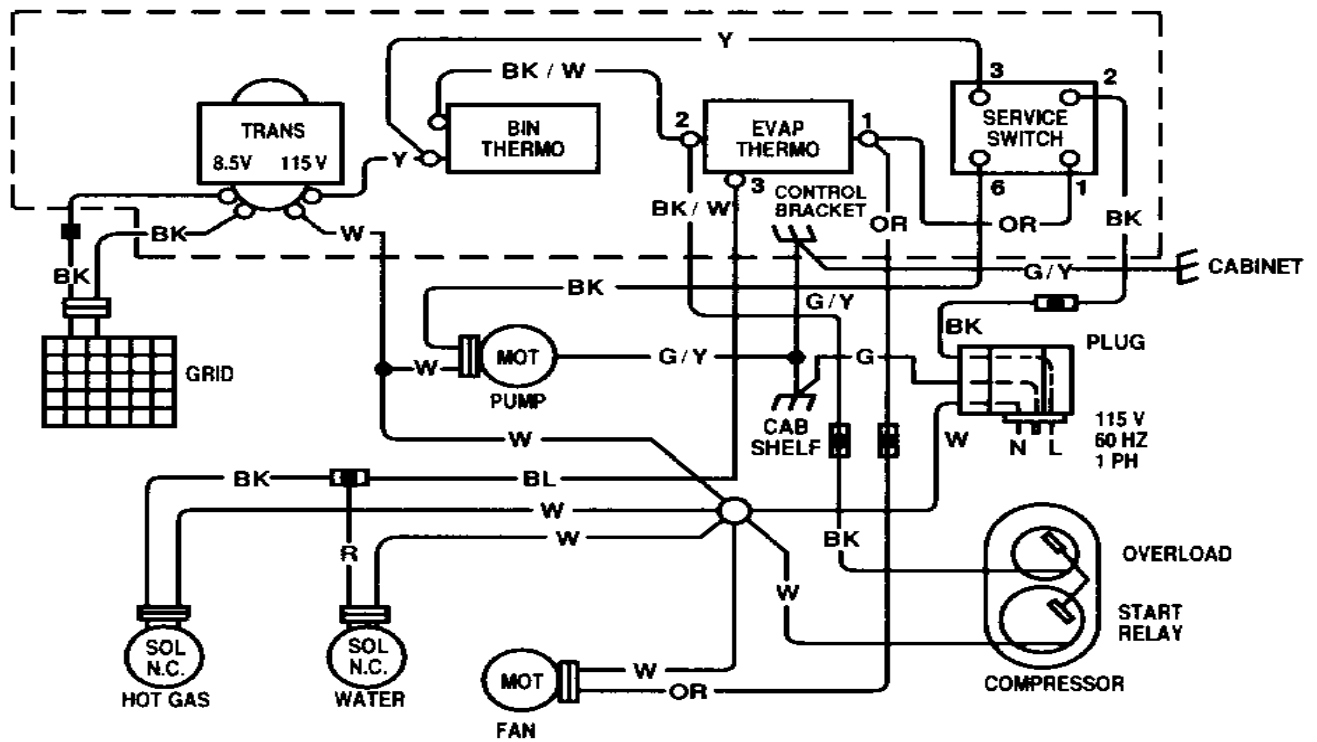 Y
3
2
BK / W
TRANS
8.5V 115 V
BIN
THERMO
2
EVAP
THERMO
1
SERVICE
SWITCH
Y
3
CONTROL
BRACKET
6
1
BK / W
OR
OR
BK
BK
W
BK
G/Y
CABINET
BK
G/Y
BK
PLUG
GRID
MOT
PUMP
W
G/Y
G
CAB
SHELF
W
N
L
115 V
60 HZ
1 PH
W
BK
BL
W
W
R
BK
W
OVERLOAD
START
RELAY
COMPRESSOR
SOL
N.C.
HOT GAS
SOL
N.C.
WATER
MOT
FAN
W
OR